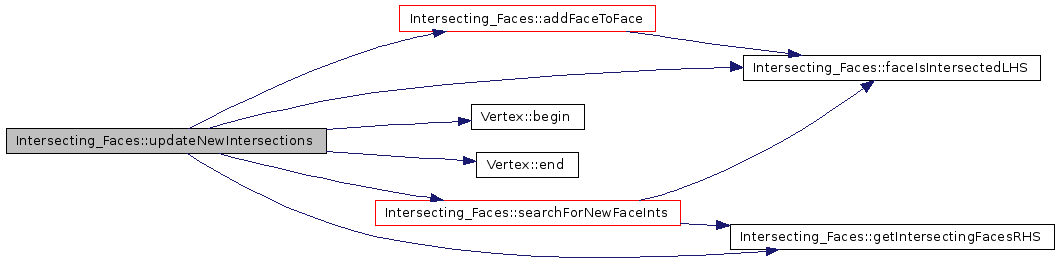 Intersecting_Faces::addFaceToFace
Intersecting_Faces::faceIsIntersectedLHS
Vertex::begin
Intersecting_Faces::updateNewIntersections
Vertex::end
Intersecting_Faces::searchForNewFaceInts
Intersecting_Faces::getIntersectingFacesRHS